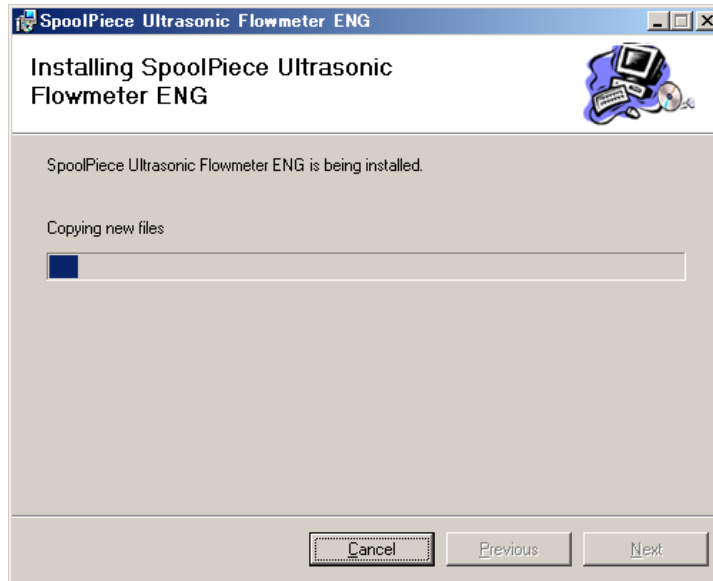 SpoolPiece Ultrasonic Flowmeter ENG
Installing SpoolPiece Ultrasonic
Flowmeter ENG
SpoolPiece Ultrasonic Flowmeter ENG is being installed.
Copying new files
Cancel Previous Next